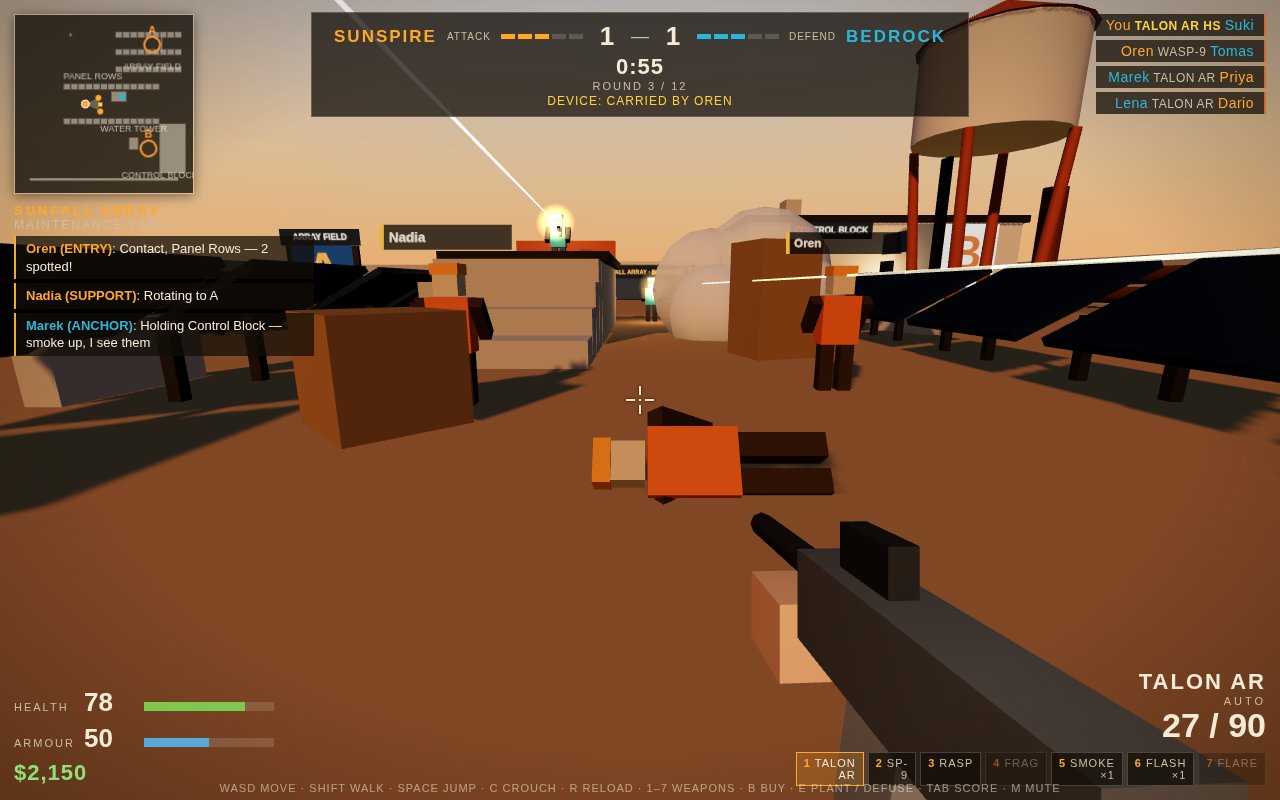 SUNSPIRE ATTACK 1 — 1 DEFEND BEDROCK
0:55
ROUND 3 / 12
DEVICE: CARRIED BY OREN
You TALON AR HS Suki
Oren WASP-9 Tomas
Marek TALON AR Priya
Lena TALON AR Dario
A
ARRAY FIELD
PANEL ROWS
WATER TOWER
B
CONTROL BLOCK
SUNFALL ARRAY
MAINTENANCE YARD
Oren (ENTRY): Contact, Panel Rows — 2
spotted!
Nadia (SUPPORT): Rotating to A
Marek (ANCHOR): Holding Control Block —
smoke up, I see them
ARRAY FIELD
A
Nadia
CONTROL BLOCK
Oren
B
HEALTH 78
ARMOUR 50
$2,150
TALON AR
AUTO
27 / 90
1 TALON AR
2 SP-9
3 RASP
4 FRAG
5 SMOKE ×1
6 FLASH ×1
7 FLARE
WASD MOVE · SHIFT WALK · SPACE JUMP · C CROUCH · R RELOAD · 1–7 WEAPONS · B BUY · E PLANT / DEFUSE · TAB SCORE · M MUTE